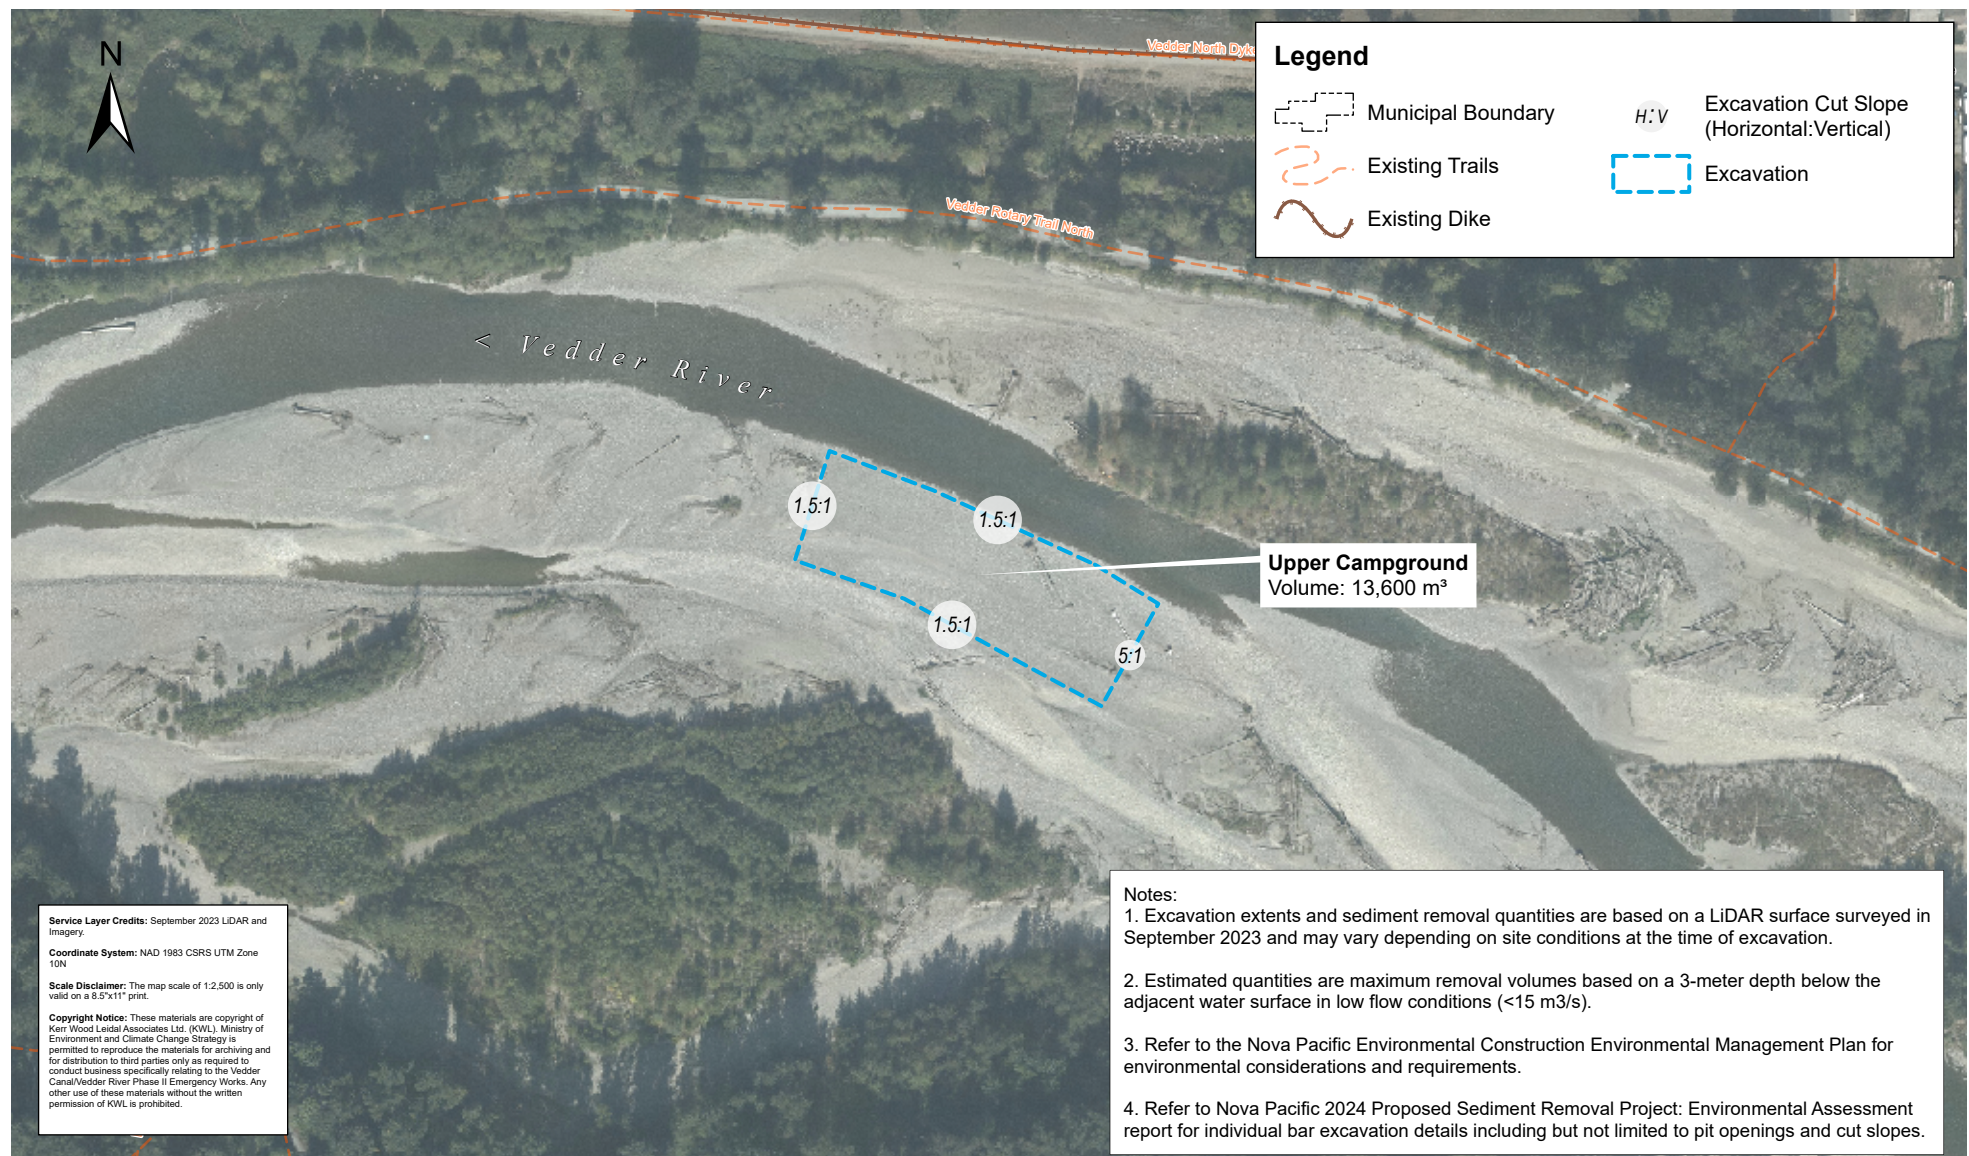 N
Vedder North Dyke
Legend
Municipal Boundary
Existing Trails
Existing Dike
H:V
Excavation Cut Slope
(Horizontal:Vertical)
Excavation
Vedder Rotary Trail North
< Vedder River
1.5:1
1.5:1
1.5:1
5:1
Upper Campground
Volume: 13,600 m³
Service Layer Credits: September 2023 LiDAR and
Imagery.
Coordinate System: NAD 1983 CSRS UTM Zone
10N
Scale Disclaimer: The map scale of 1:2,500 is only
valid on a 8.5"x11" print.
Copyright Notice: These materials are copyright of
Kerr Wood Leidal Associates Ltd. (KWL). Ministry of
Environment and Climate Change Strategy is
permitted to reproduce the materials for archiving and
for distribution to third parties only as required to
conduct business specifically relating to the Vedder
Canal/Vedder River Phase II Emergency Works. Any
other use of these materials without the written
permission of KWL is prohibited.
Notes:
1. Excavation extents and sediment removal quantities are based on a LiDAR surface surveyed in
September 2023 and may vary depending on site conditions at the time of excavation.
2. Estimated quantities are maximum removal volumes based on a 3-meter depth below the
adjacent water surface in low flow conditions (<15 m3/s).
3. Refer to the Nova Pacific Environmental Construction Environmental Management Plan for
environmental considerations and requirements.
4. Refer to Nova Pacific 2024 Proposed Sediment Removal Project: Environmental Assessment
report for individual bar excavation details including but not limited to pit openings and cut slopes.